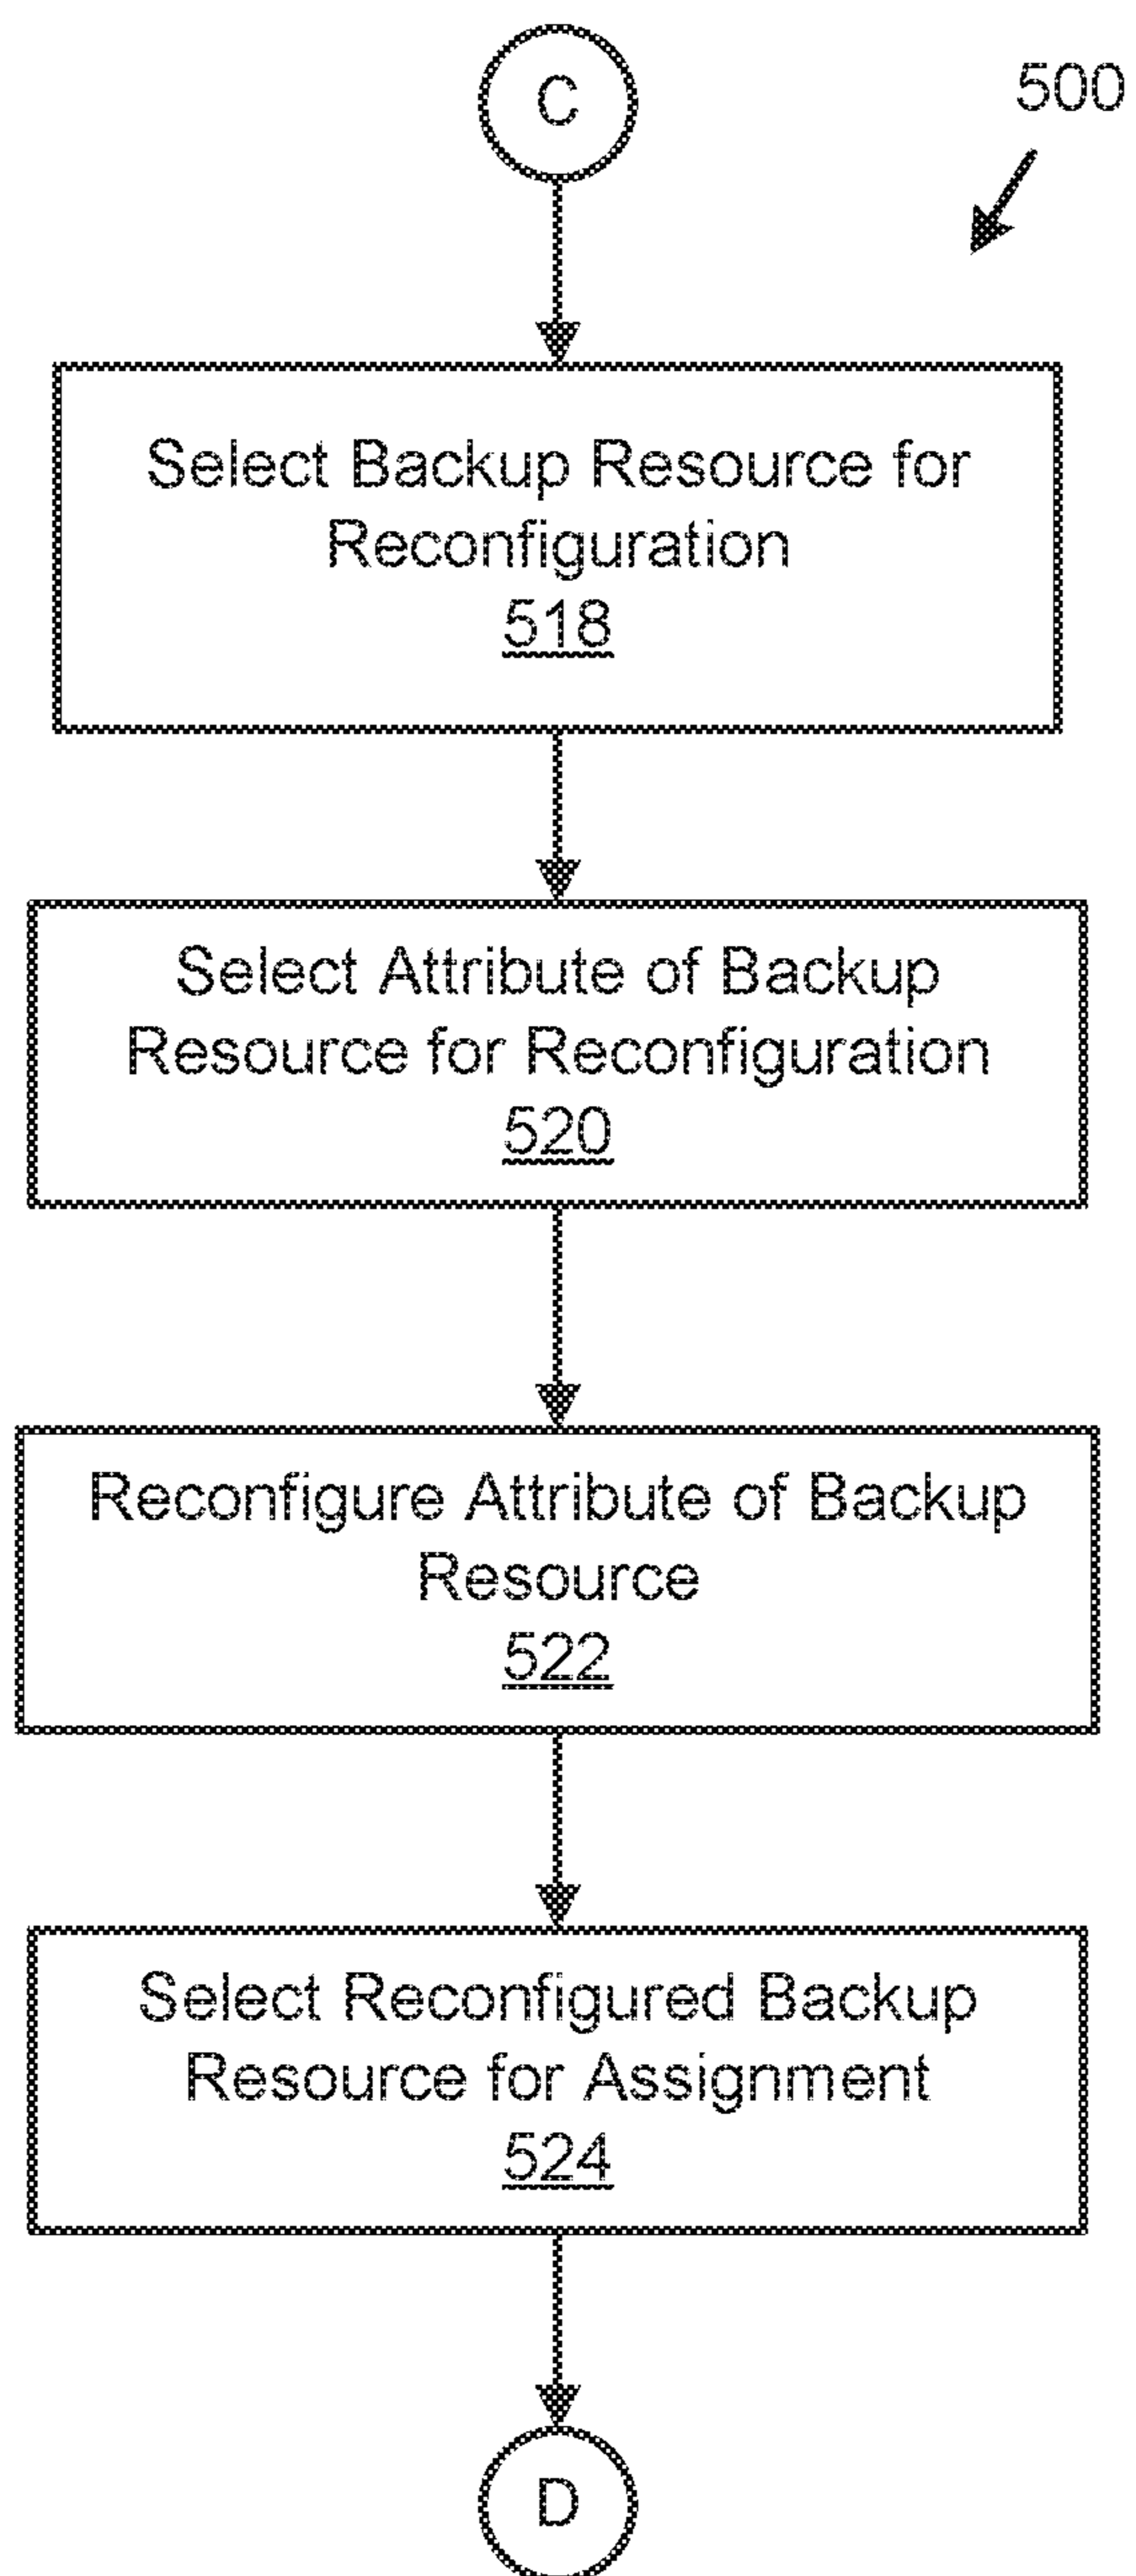 C
500
Select Backup Resource for
Reconfiguration
518
Select Attribute of Backup
Resource for Reconfiguration
520
Reconfigure Attribute of Backup
Resource
522
Select Reconfigured Backup
Resource for Assignment
524
D